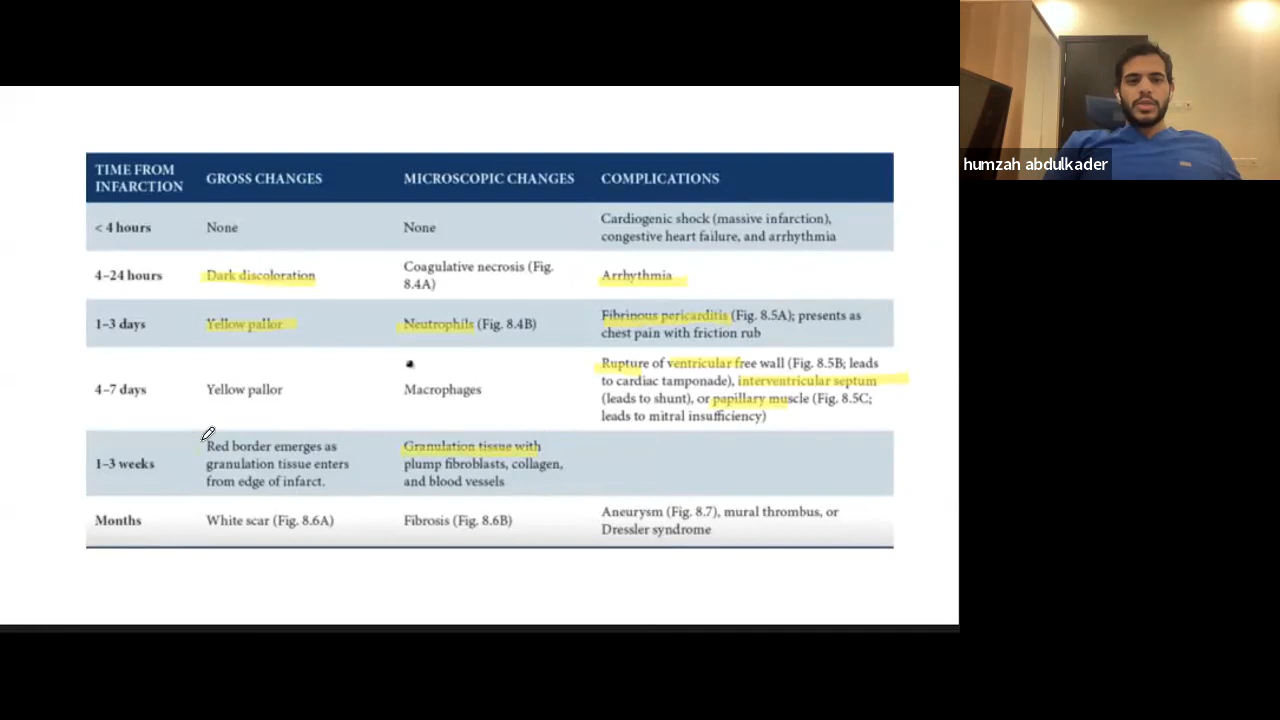 humzah abdulkader
TIME FROM
INFARCTION
GROSS CHANGES
MICROSCOPIC CHANGES
COMPLICATIONS
< 4 hours
None
None
Cardiogenic shock (massive infarction),
congestive heart failure, and arrhythmia
4–24 hours
Dark discoloration
Coagulative necrosis (Fig.
8.4A)
Arrhythmia
1–3 days
Yellow pallor
Neutrophils (Fig. 8.4B)
Fibrinous pericarditis (Fig. 8.5A); presents as
chest pain with friction rub
4–7 days
Yellow pallor
Macrophages
Rupture of ventricular free wall (Fig. 8.5B; leads
to cardiac tamponade), interventricular septum
(leads to shunt), or papillary muscle (Fig. 8.5C;
leads to mitral insufficiency)
1–3 weeks
Red border emerges as
granulation tissue enters
from edge of infarct.
Granulation tissue with
plump fibroblasts, collagen,
and blood vessels
Months
White scar (Fig. 8.6A)
Fibrosis (Fig. 8.6B)
Aneurysm (Fig. 8.7), mural thrombus, or
Dressler syndrome